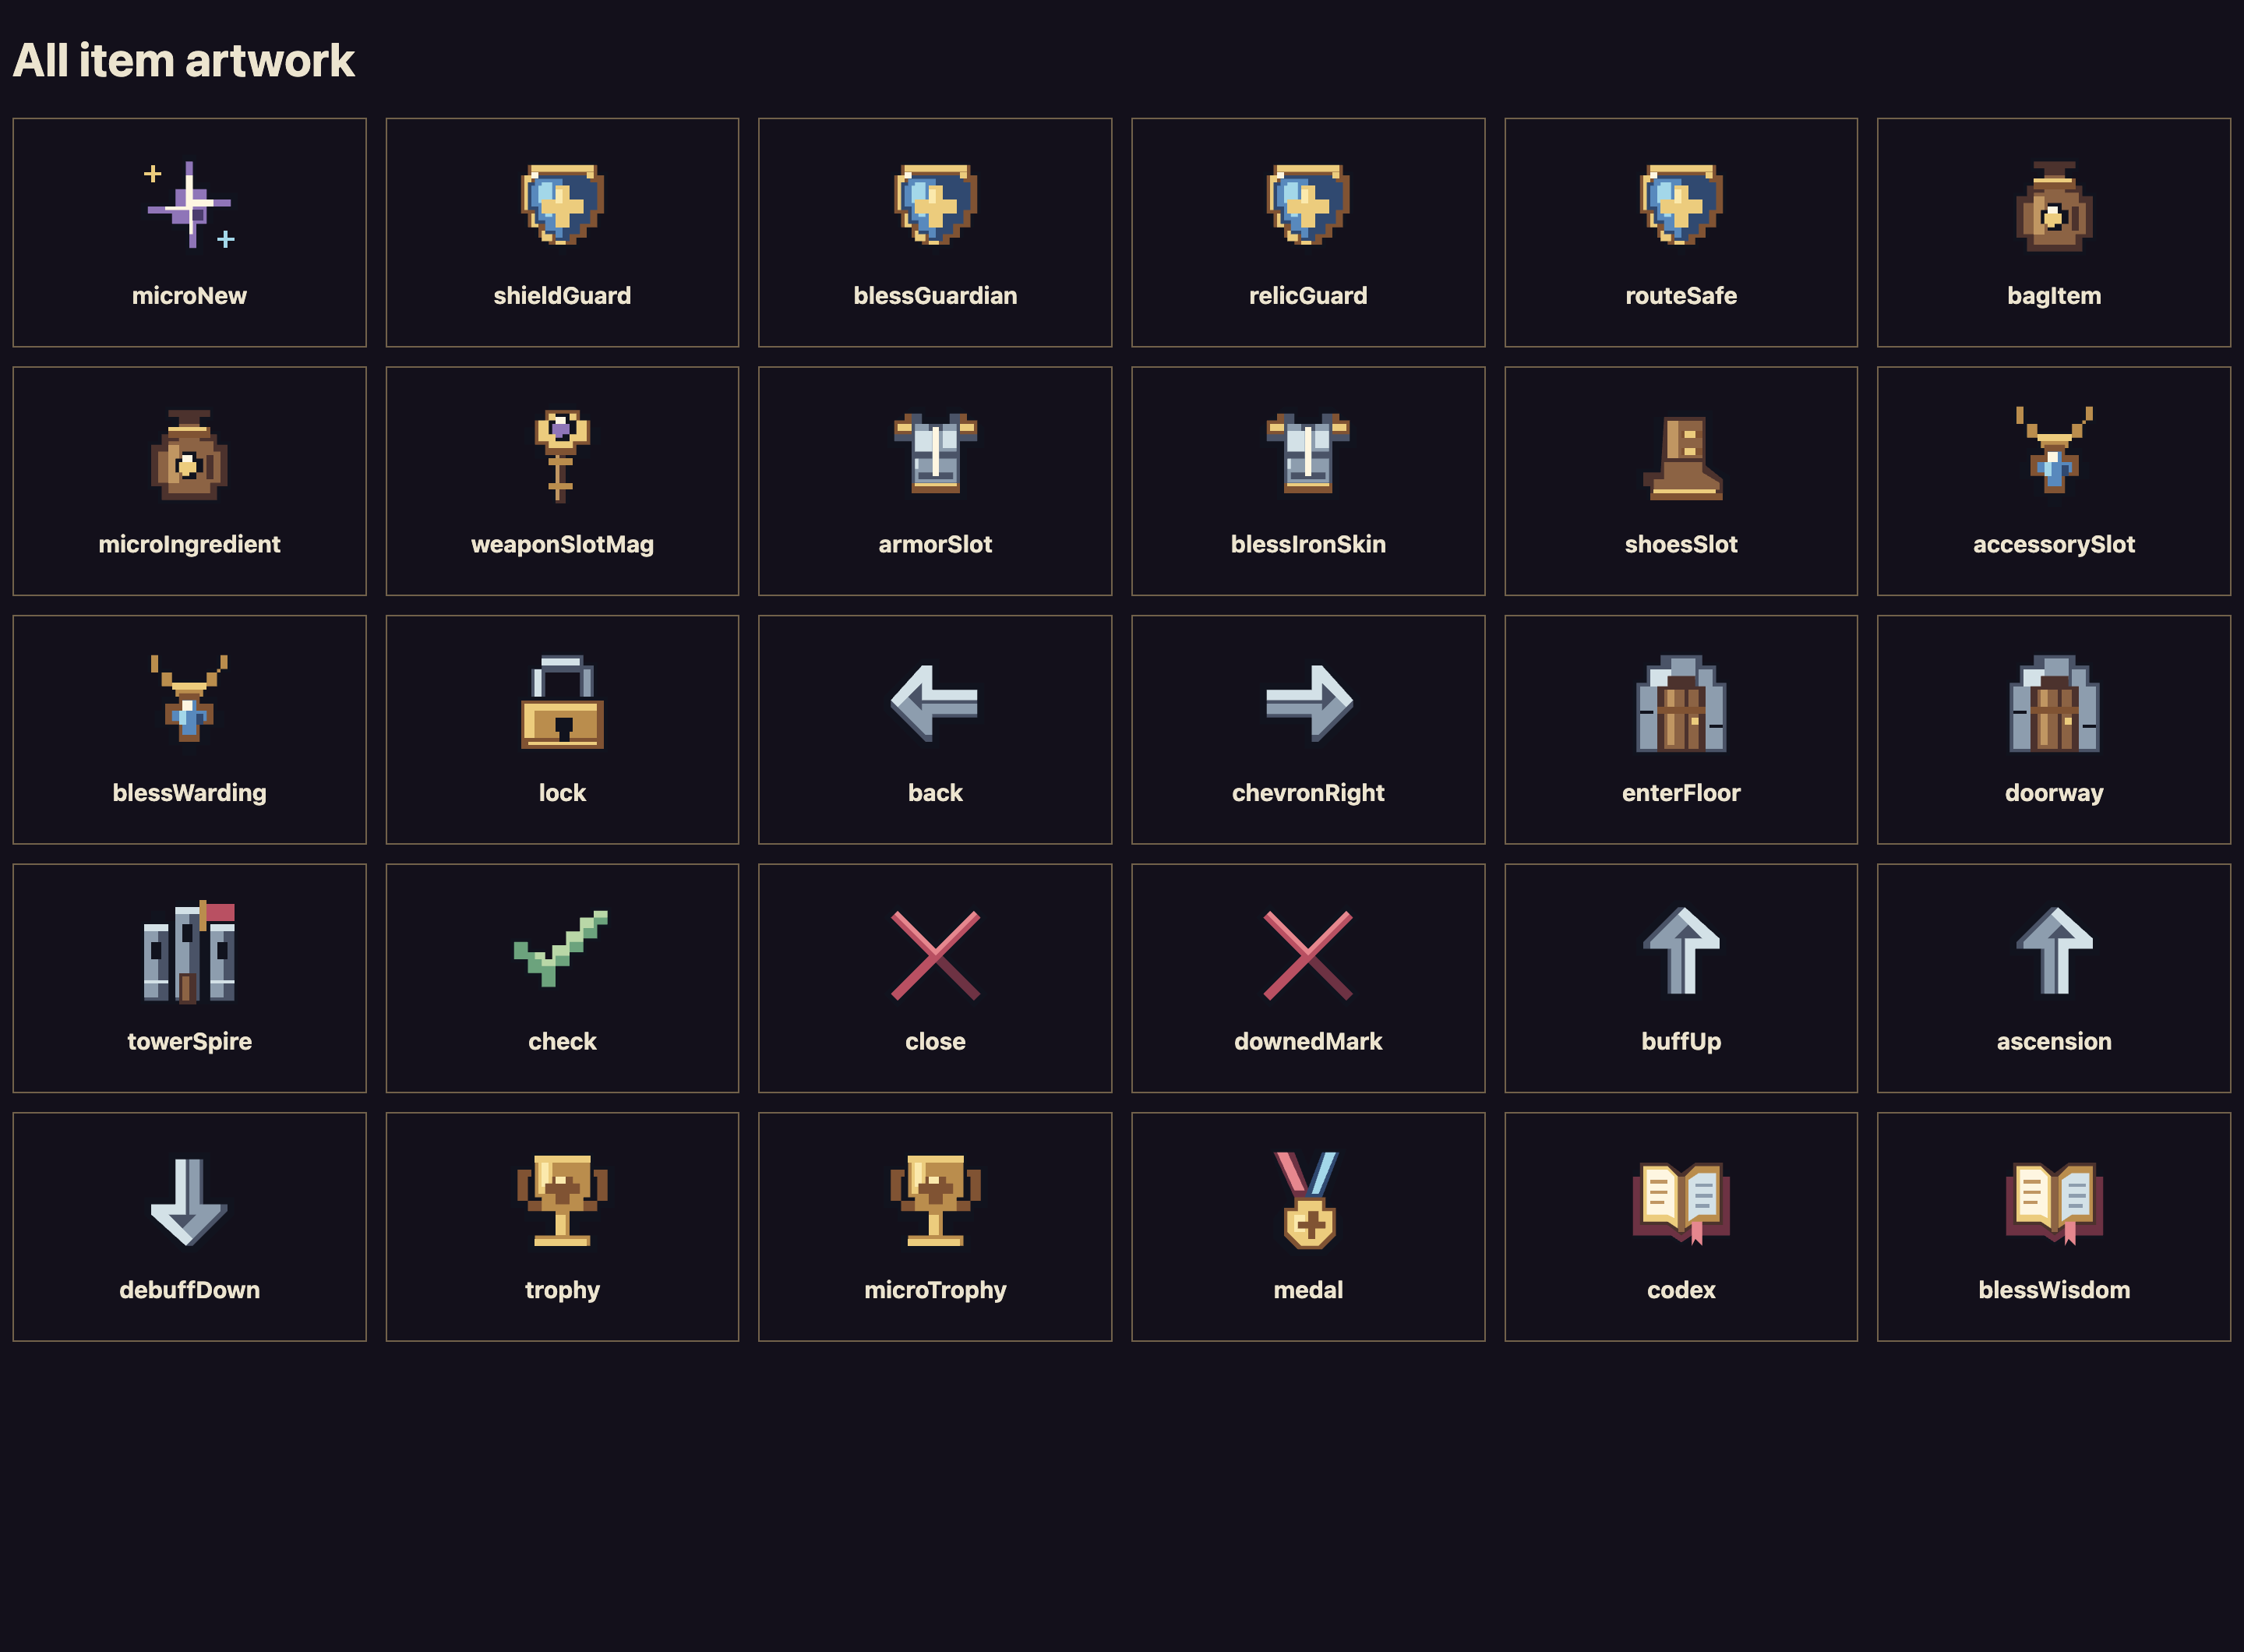 All item artwork
microNew
shieldGuard
blessGuardian
relicGuard
routeSafe
bagItem
microIngredient
weaponSlotMag
armorSlot
blessIronSkin
shoesSlot
accessorySlot
blessWarding
lock
back
chevronRight
enterFloor
doorway
towerSpire
check
close
downedMark
buffUp
ascension
debuffDown
trophy
microTrophy
medal
codex
blessWisdom